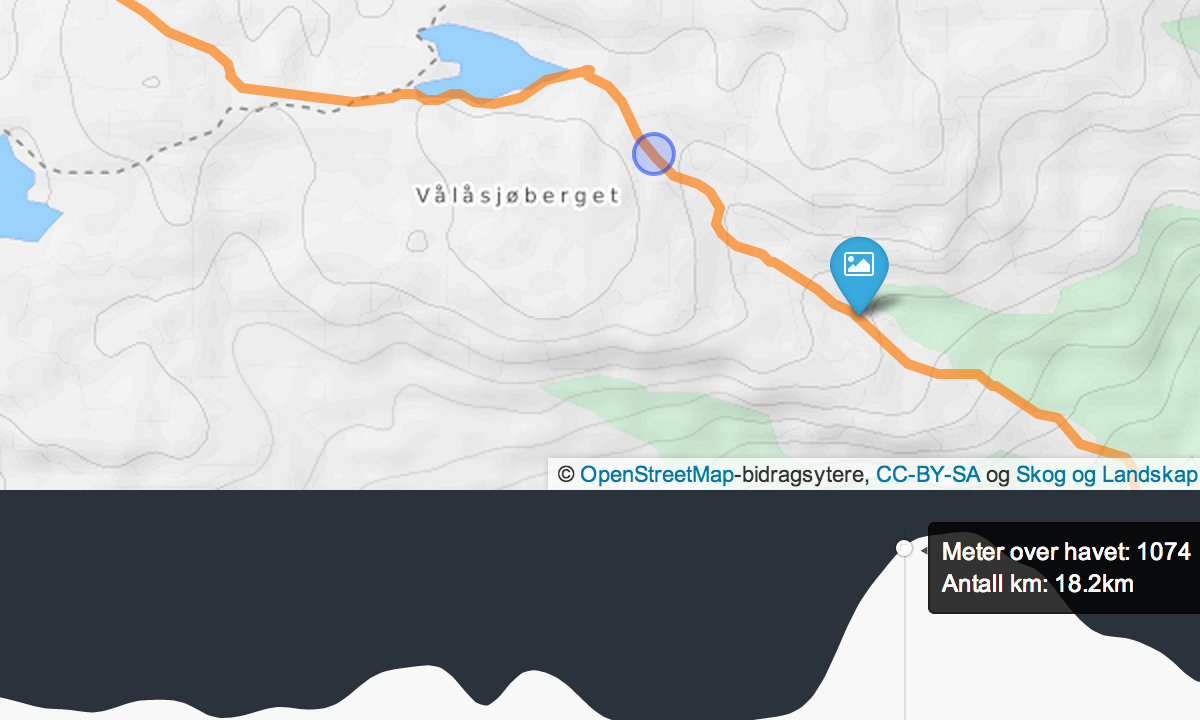 Vålåsjøberget
© OpenStreetMap-bidragsytere, CC-BY-SA og Skog og Landskap
Meter over havet: 1074
Antall km: 18.2km